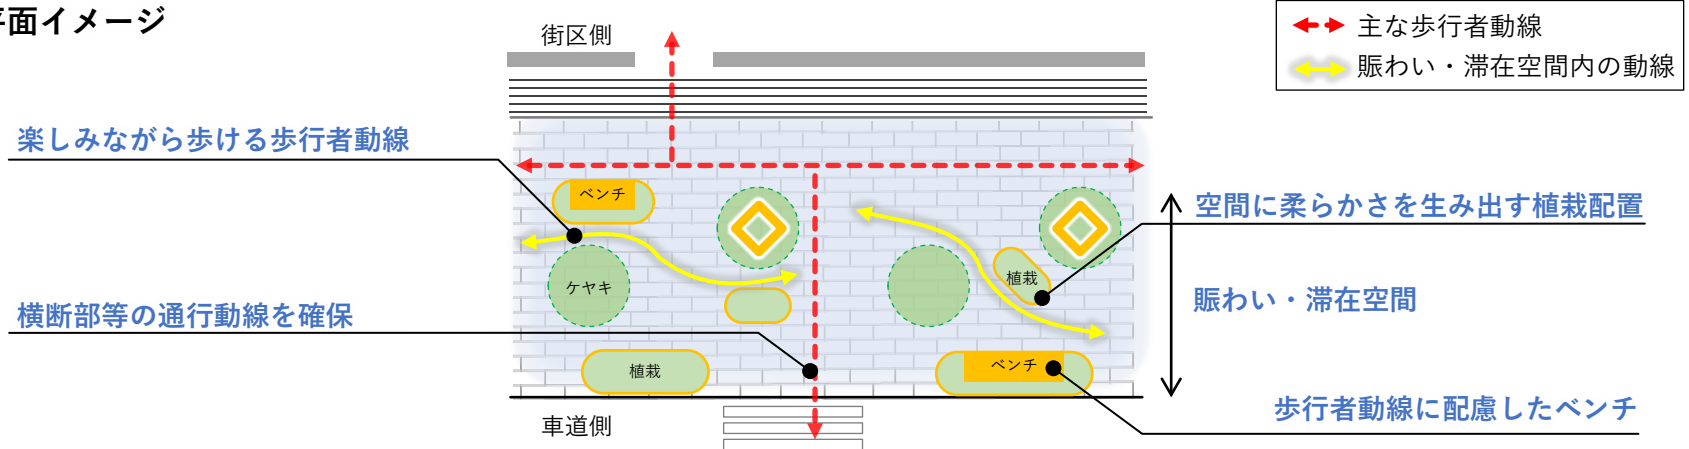 平面イメージ
街区側
主な歩行者動線
賑わい・滞在空間内の動線
楽しみながら歩ける歩行者動線
ベンチ
空間に柔らかさを生み出す植栽配置
植栽
ケヤキ
賑わい・滞在空間
横断部等の通行動線を確保
植栽
ベンチ
歩行者動線に配慮したベンチ
車道側